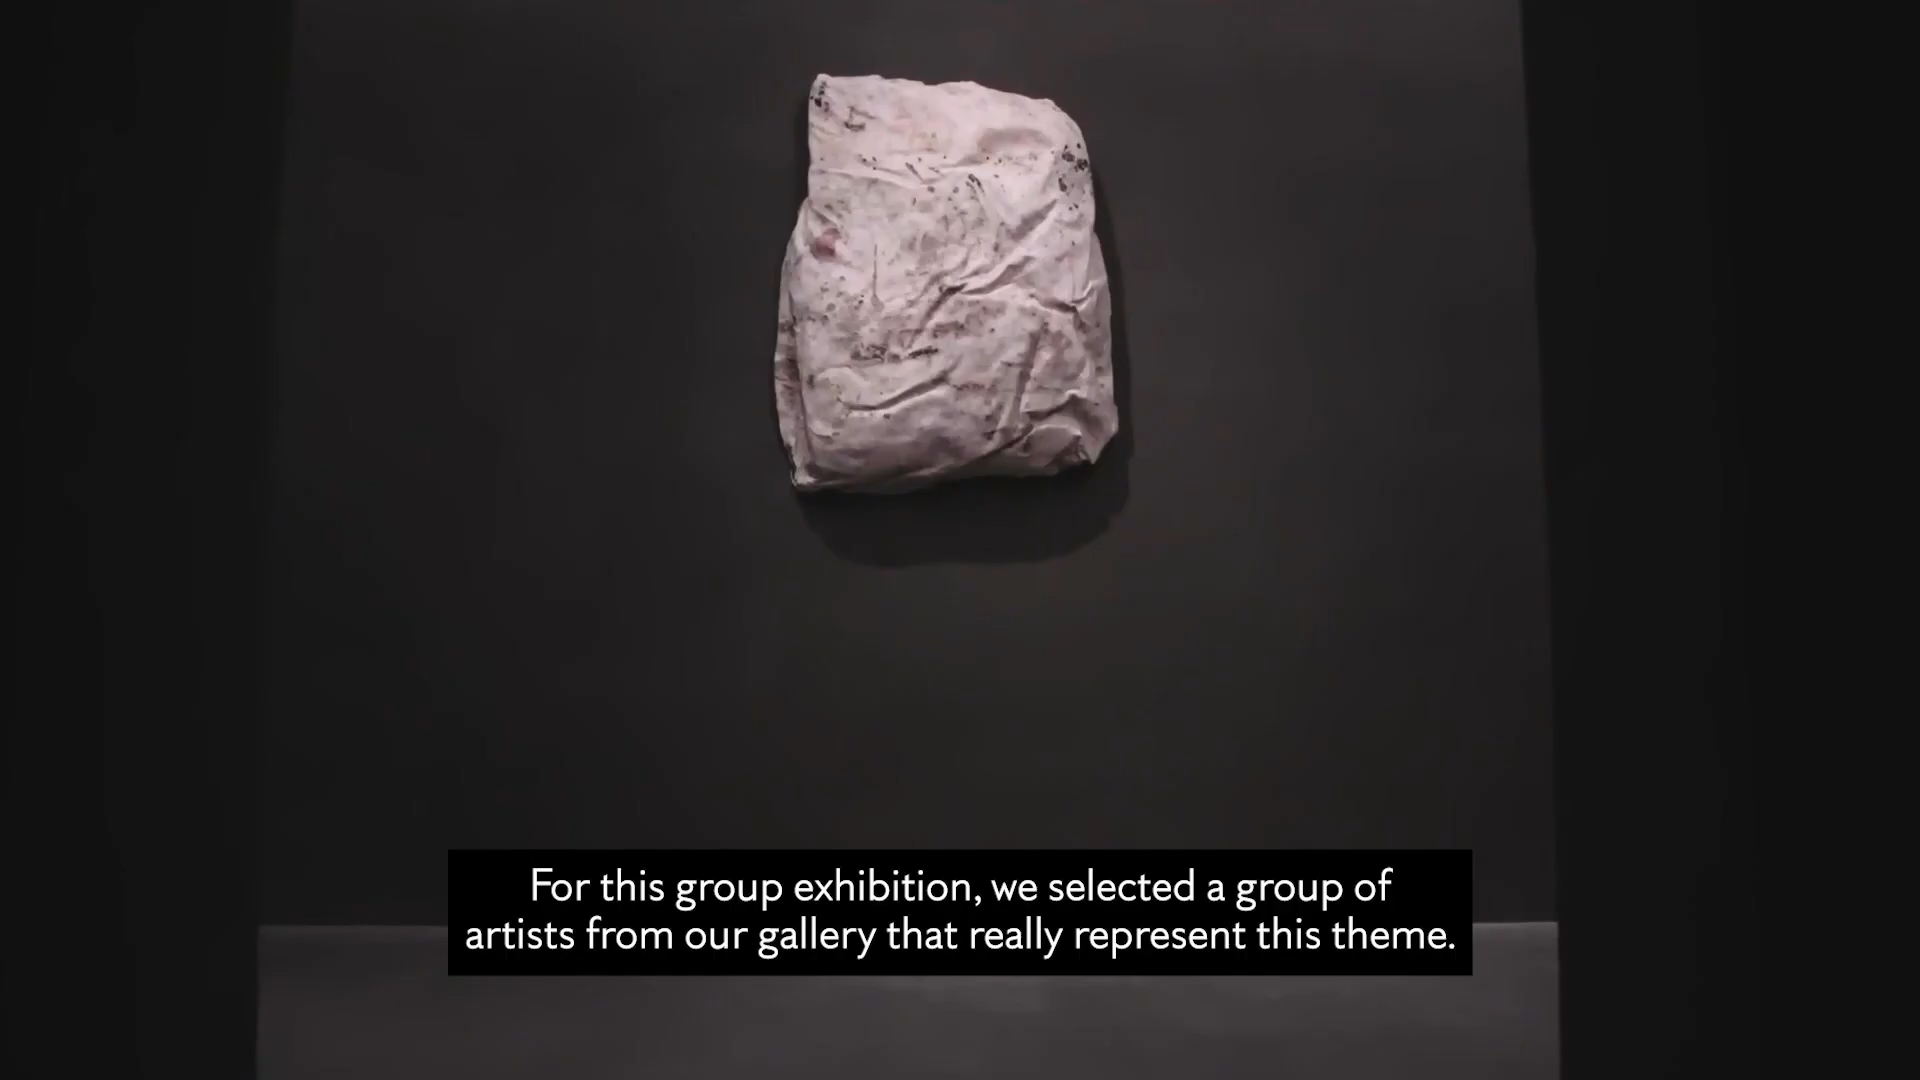 For this group exhibition, we selected a group of
artists from our gallery that really represent this theme.